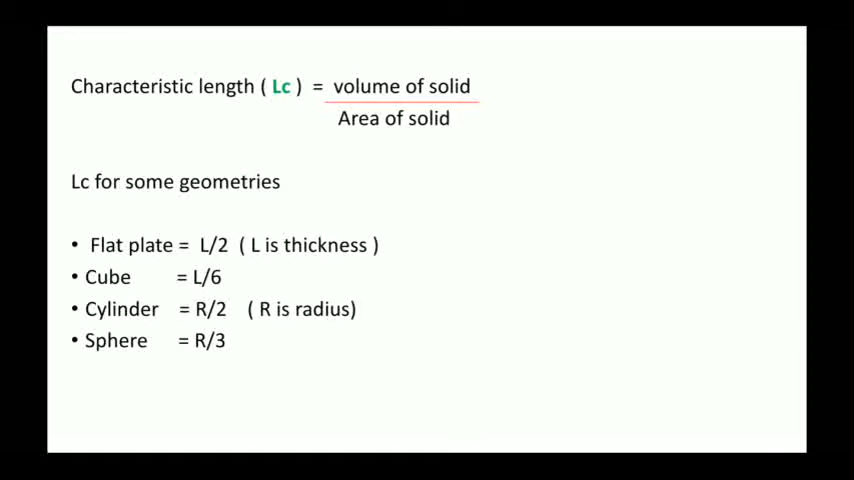 Characteristic length ( Lc ) = volume of solid
Area of solid
Lc for some geometries
• Flat plate = L/2 ( L is thickness )
• Cube = L/6
• Cylinder = R/2 ( R is radius)
• Sphere = R/3